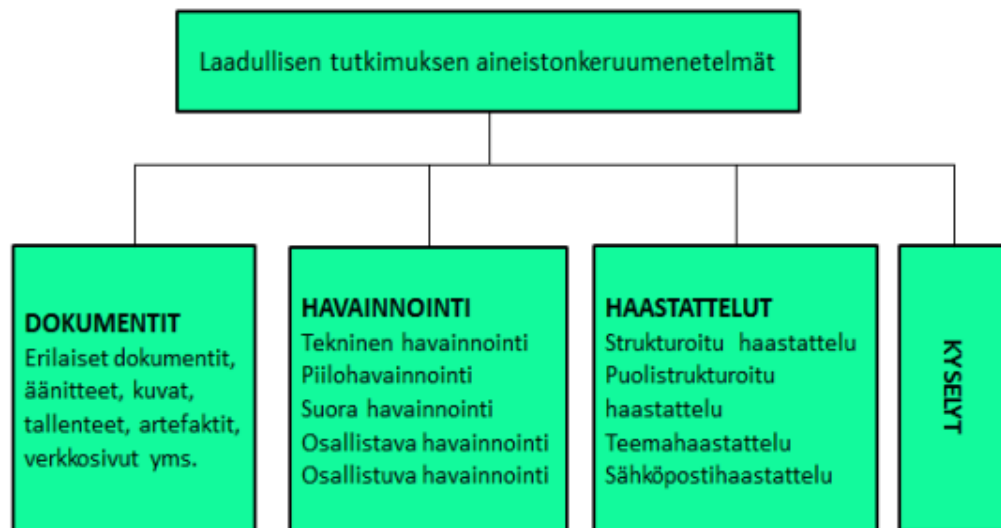 Laadullisen tutkimuksen aineistonkeruumenetelmät
DOKUMENTIT
Erilaiset dokumentit,
äänitteet, kuvat,
tallenteet, artefaktit,
verkkosivut yms.
HAVAINNOINTI
Tekninen havainnointi
Piilohavainnointi
Suora havainnointi
Osallistava havainnointi
Osallistuva havainnointi
HAASTATTELUT
Strukturoitu haastattelu
Puolistrukturoitu
haastattelu
Teemahaastattelu
Sähköpostihaastattelu
KYSELYT